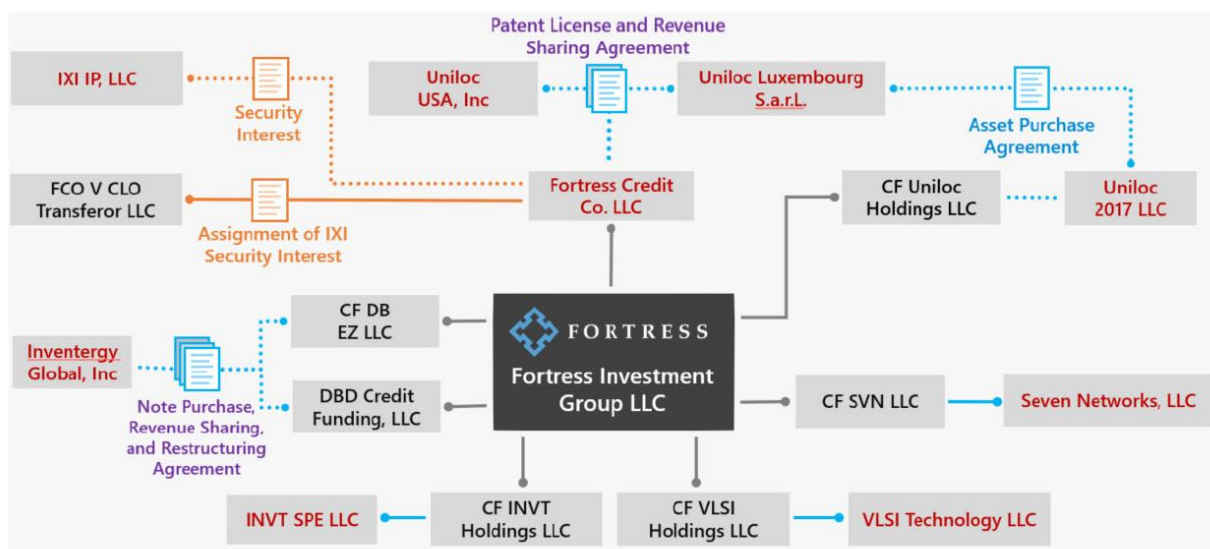 Patent License and Revenue
Sharing Agreement
IXI IP, LLC
Security
Interest
Uniloc
USA, Inc
Uniloc Luxembourg
S.a.r.L.
Asset Purchase
Agreement
FCO V CLO
Transferor LLC
Assignment of IXI
Security Interest
Fortress Credit
Co. LLC
CF Uniloc
Holdings LLC
Uniloc
2017 LLC
Inventergy
Global, Inc
Note Purchase,
Revenue Sharing,
and Restructuring
Agreement
CF DB
EZ LLC
DBD Credit
Funding, LLC
FORTRESS
Fortress Investment
Group LLC
CF SVN LLC
Seven Networks, LLC
INVT SPE LLC
CF INVT
Holdings LLC
CF VLSI
Holdings LLC
VLSI Technology LLC